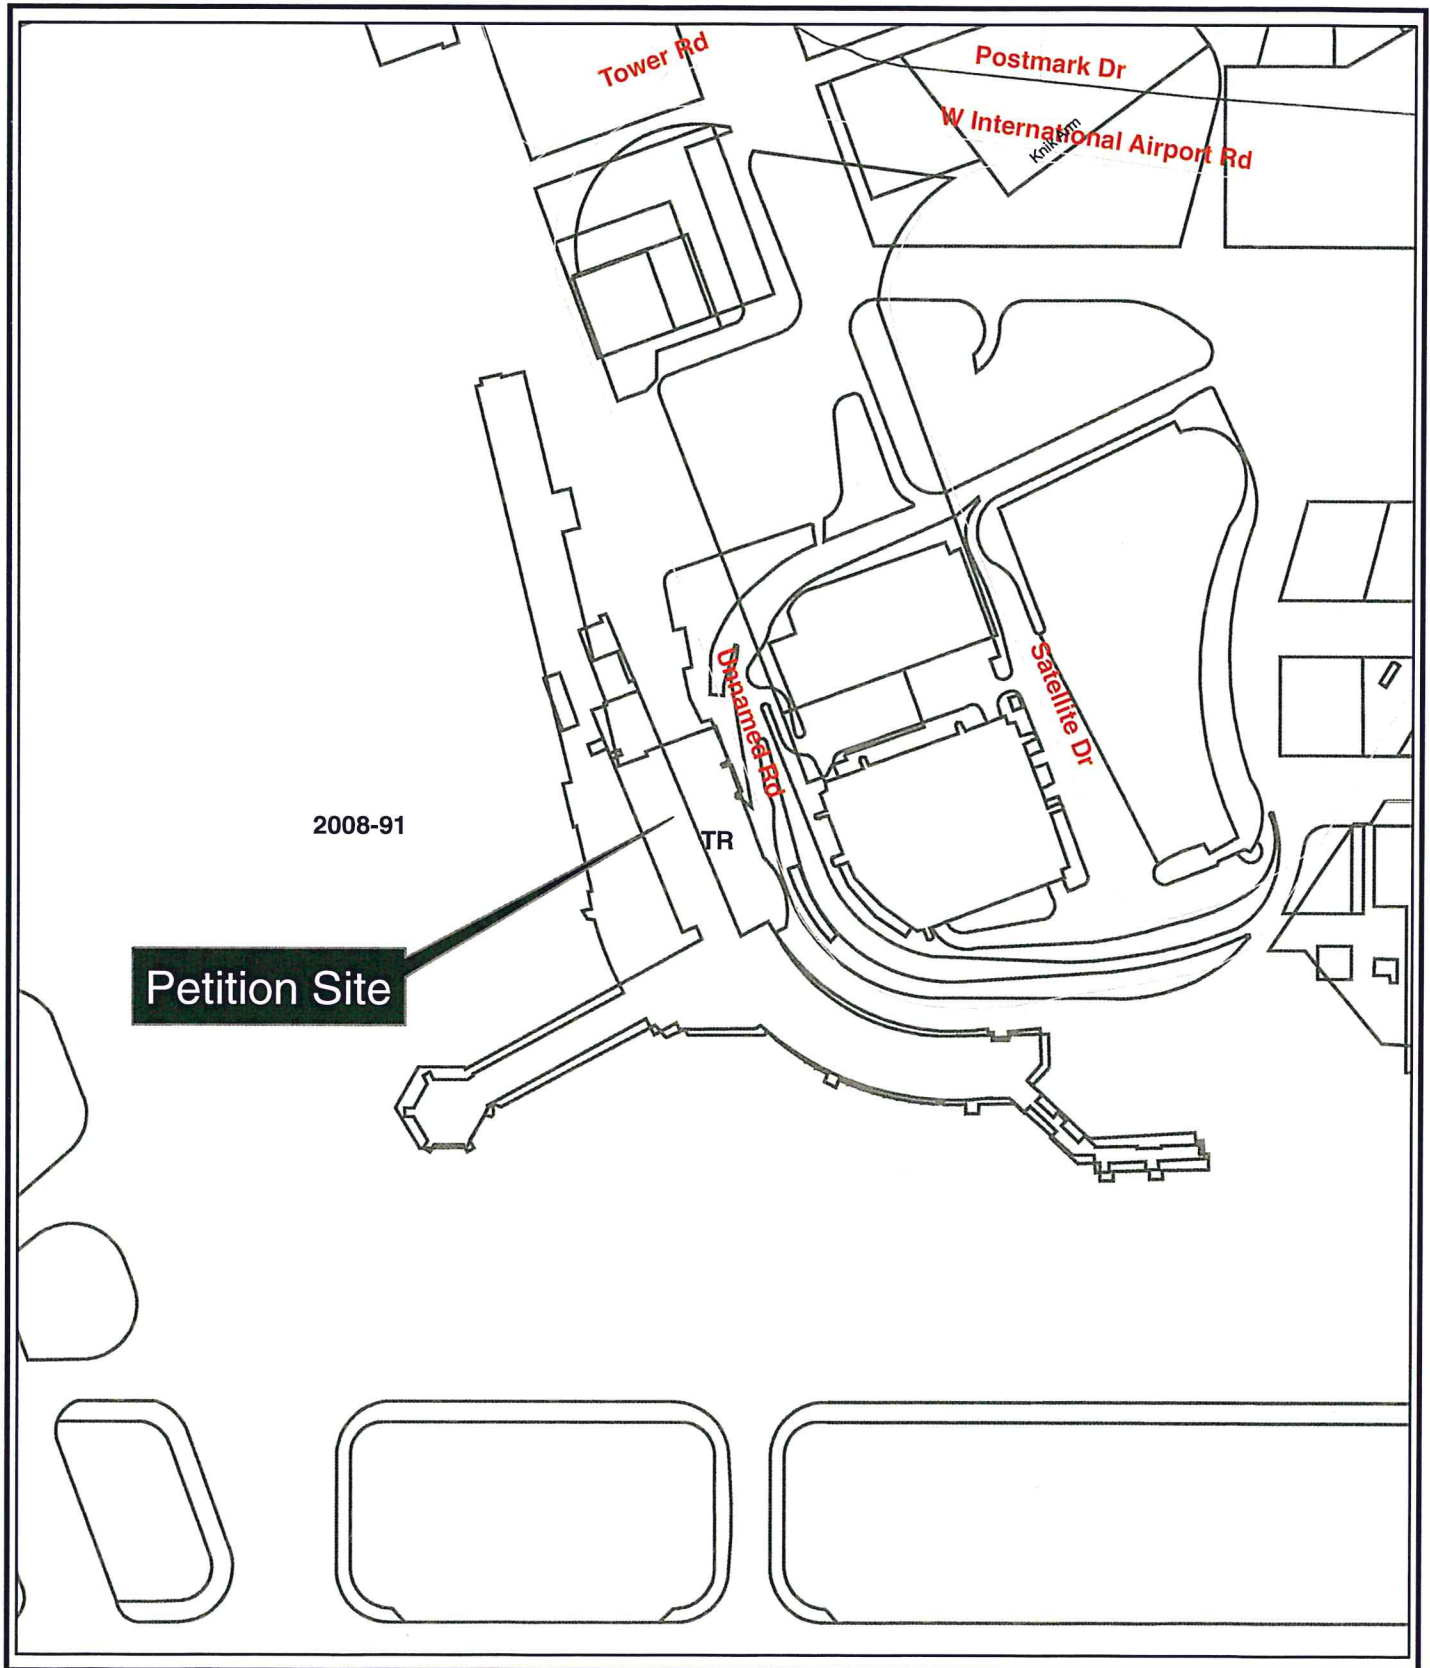 Tower Rd
Postmark Dr
W International Airport Rd
Knik Arm
Unnamed Rd
Satellite Dr
2008-91
TR
Petition Site